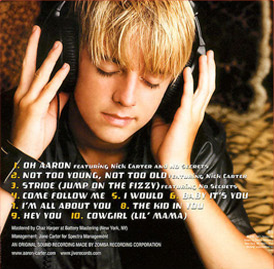 1. OH AARON FEATURING NICK CARTER AND NO SECRETS
2. NOT TOO YOUNG, NOT TOO OLD FEATURING NICK CARTER
3. STRIDE (JUMP ON THE FIZZY) FEATURING NO SECRETS
4. COME FOLLOW ME 5. I WOULD 6. BABY IT'S YOU
7. I'M ALL ABOUT YOU 8. THE KID IN YOU
9. HEY YOU 10. COWGIRL (LIL' MAMA)
Mastered by Chaz Harper at Battery Mastering (New York, NY)
Management: Jane Carter for Spectra Management
AN ORIGINAL SOUND RECORDING MADE BY ZOMBA RECORDING CORPORATION
www.aaron-carter.com www.jiverecords.com